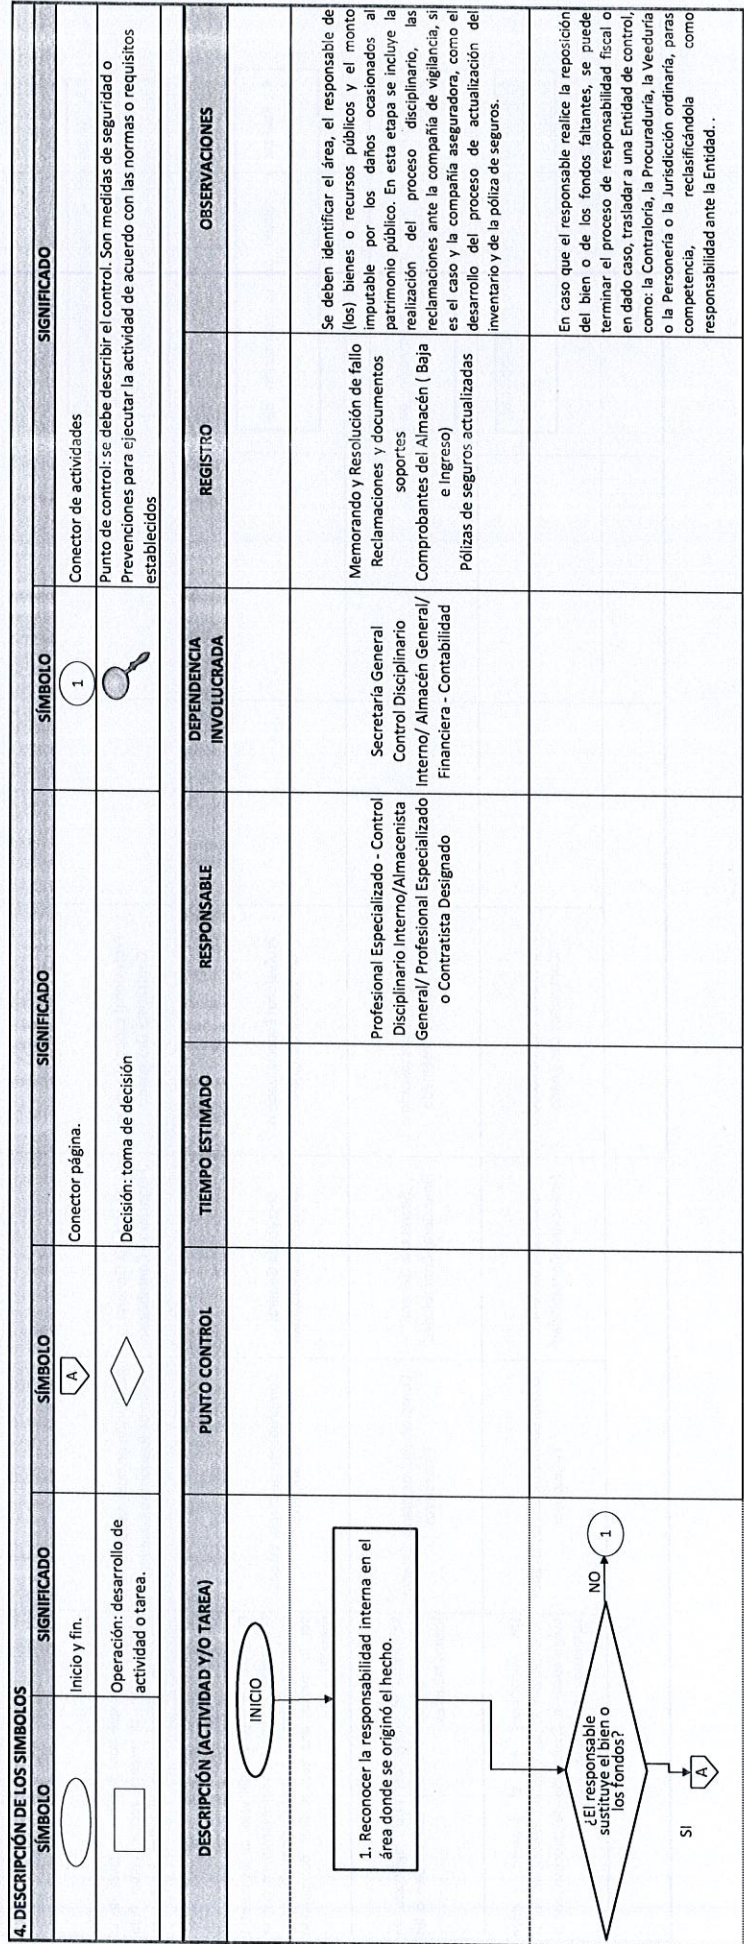 4. DESCRIPCIÓN DE LOS SIMBOLOS
SÍMBOLO
SIGNIFICADO
SÍMBOLO
SIGNIFICADO
SÍMBOLO
SIGNIFICADO
Inicio y fin.
A
Conector página.
1
Conector de actividades
Operación: desarrollo de
actividad o tarea.
Decisión: toma de decisión
Punto de control: se debe describir el control. Son medidas de seguridad o
Prevenciones para ejecutar la actividad de acuerdo con las normas o requisitos
establecidos
DESCRIPCIÓN (ACTIVIDAD Y/O TAREA)
PUNTO CONTROL
TIEMPO ESTIMADO
RESPONSABLE
DEPENDENCIA
INVOLUCRADA
REGISTRO
OBSERVACIONES
INICIO
1. Reconocer la responsabilidad interna en el
área donde se originó el hecho.
Profesional Especializado - Control
Disciplinario Interno/Almacenista
General/ Profesional Especializado
o Contratista Designado
Secretaría General
Control Disciplinario
Interno/ Almacén General/
Financiera - Contabilidad
Memorando y Resolución de fallo
Reclamaciones y documentos
soportes
Comprobantes del Almacén ( Baja
e Ingreso)
Pólizas de seguros actualizadas
Se deben identificar el área, el responsable de
(los) bienes o recursos públicos y el monto
imputable por los daños ocasionados al
patrimonio público. En esta etapa se incluye la
realización del proceso disciplinario, las
reclamaciones ante la compañía de vigilancia, si
es el caso y la compañía aseguradora, como el
desarrollo del proceso de actualización del
inventario y de la póliza de seguros.
¿El responsable
sustituye el bien o
los fondos?
NO
1
SI
A
En caso que el responsable realice la reposición
del bien o de los fondos faltantes, se puede
terminar el proceso de responsabilidad fiscal o
en dado caso, trasladar a una Entidad de control,
como: la Contraloría, la Procuraduría, la Veeduría
o la Personería o la Jurisdicción ordinaría, paras
competencia, reclasificándola como
responsabilidad ante la Entidad. .